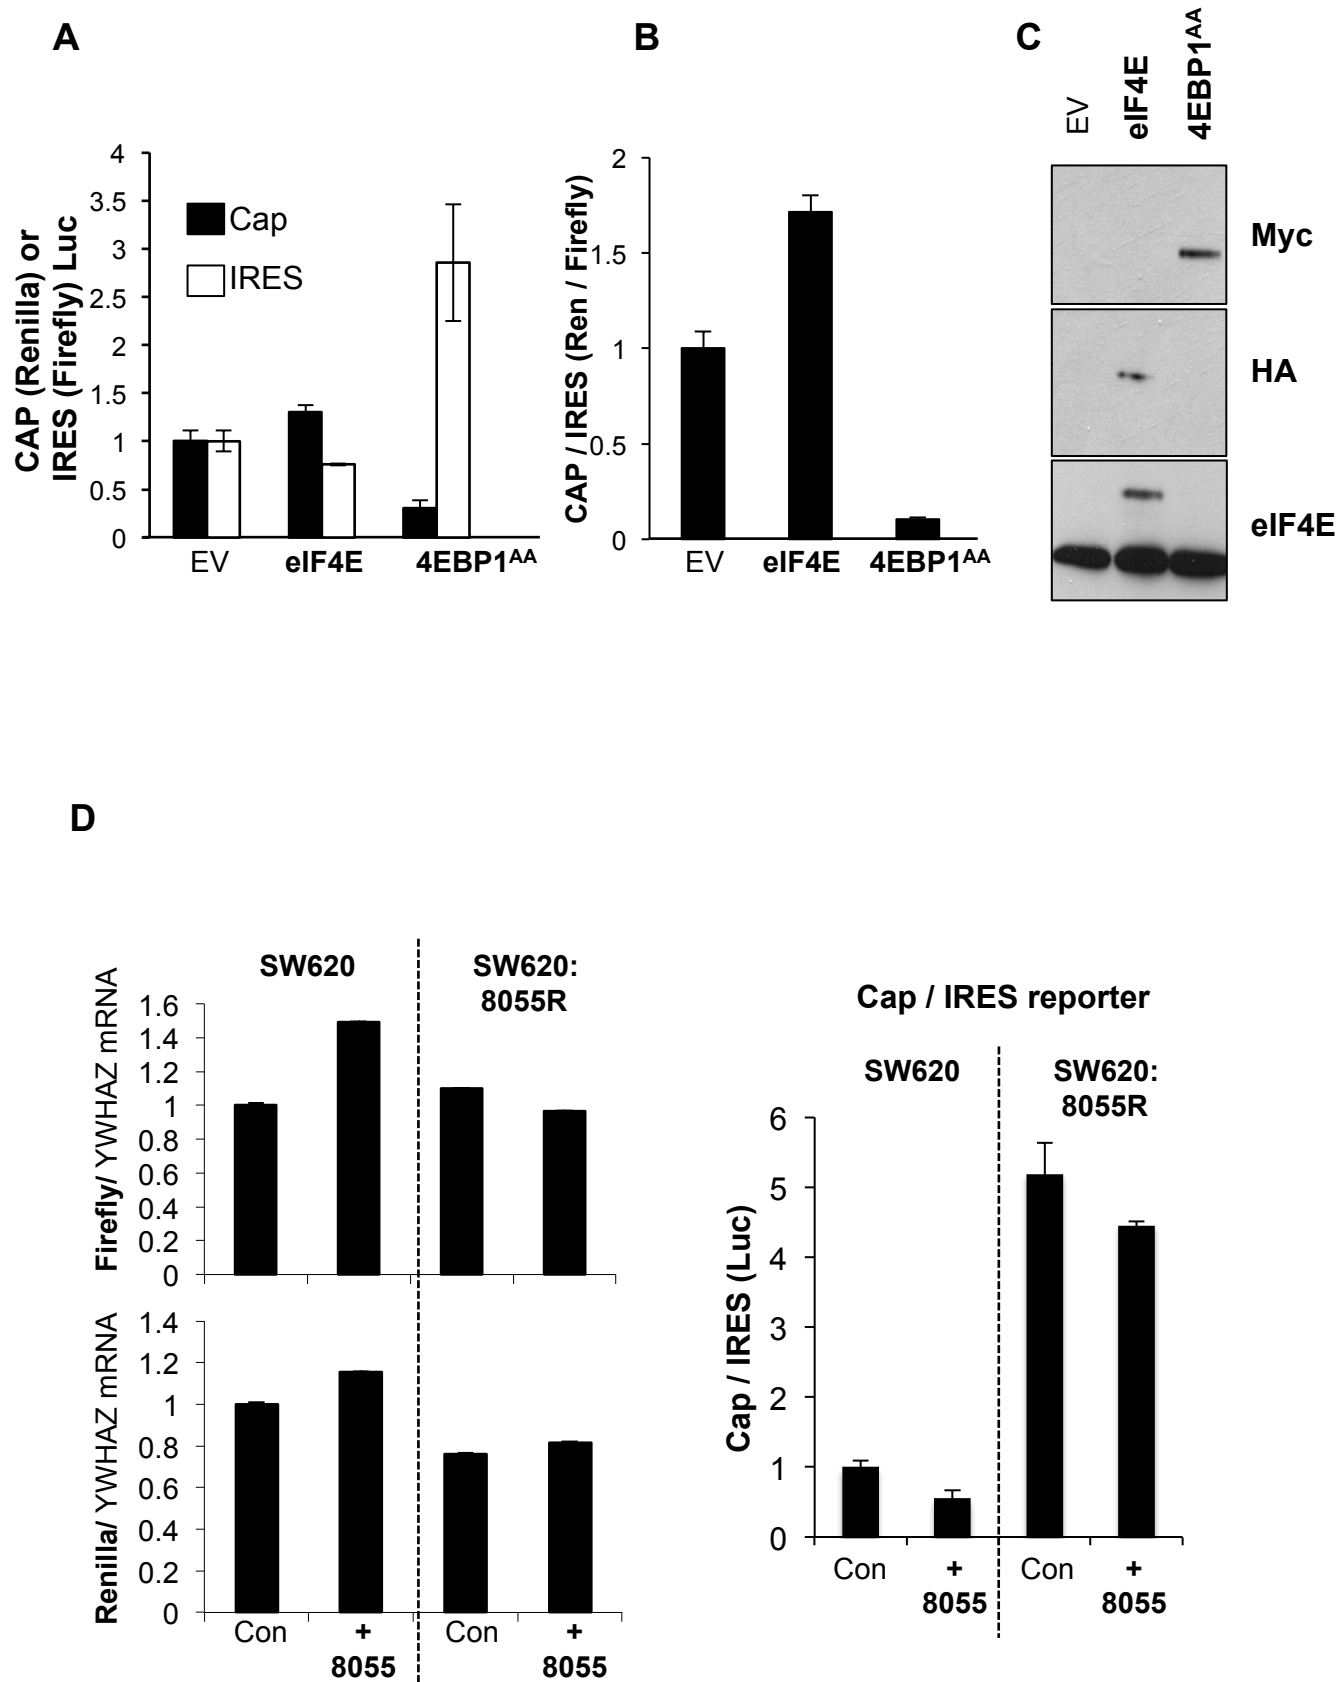 A
CAP (Renilla) or
IRES (Firefly) Luc
4
3.5
3
2.5
2
1.5
1
0.5
0
Cap
IRES
EV
eIF4E
4EBP1AA
B
CAP / IRES (Ren / Firefly)
2
1.5
1
0.5
0
EV
eIF4E
4EBP1AA
C
EV
eIF4E
4EBP1AA
Myc
HA
eIF4E
D
SW620
SW620:
8055R
Firefly/ YWHAZ mRNA
1.6
1.4
1.2
1
0.8
0.6
0.4
0.2
0
Renilla/ YWHAZ mRNA
1.4
1.2
1
0.8
0.6
0.4
0.2
0
Con
+
8055
Con
+
8055
Cap / IRES reporter
SW620
SW620:
8055R
Cap / IRES (Luc)
6
5
4
3
2
1
0
Con
+
8055
Con
+
8055